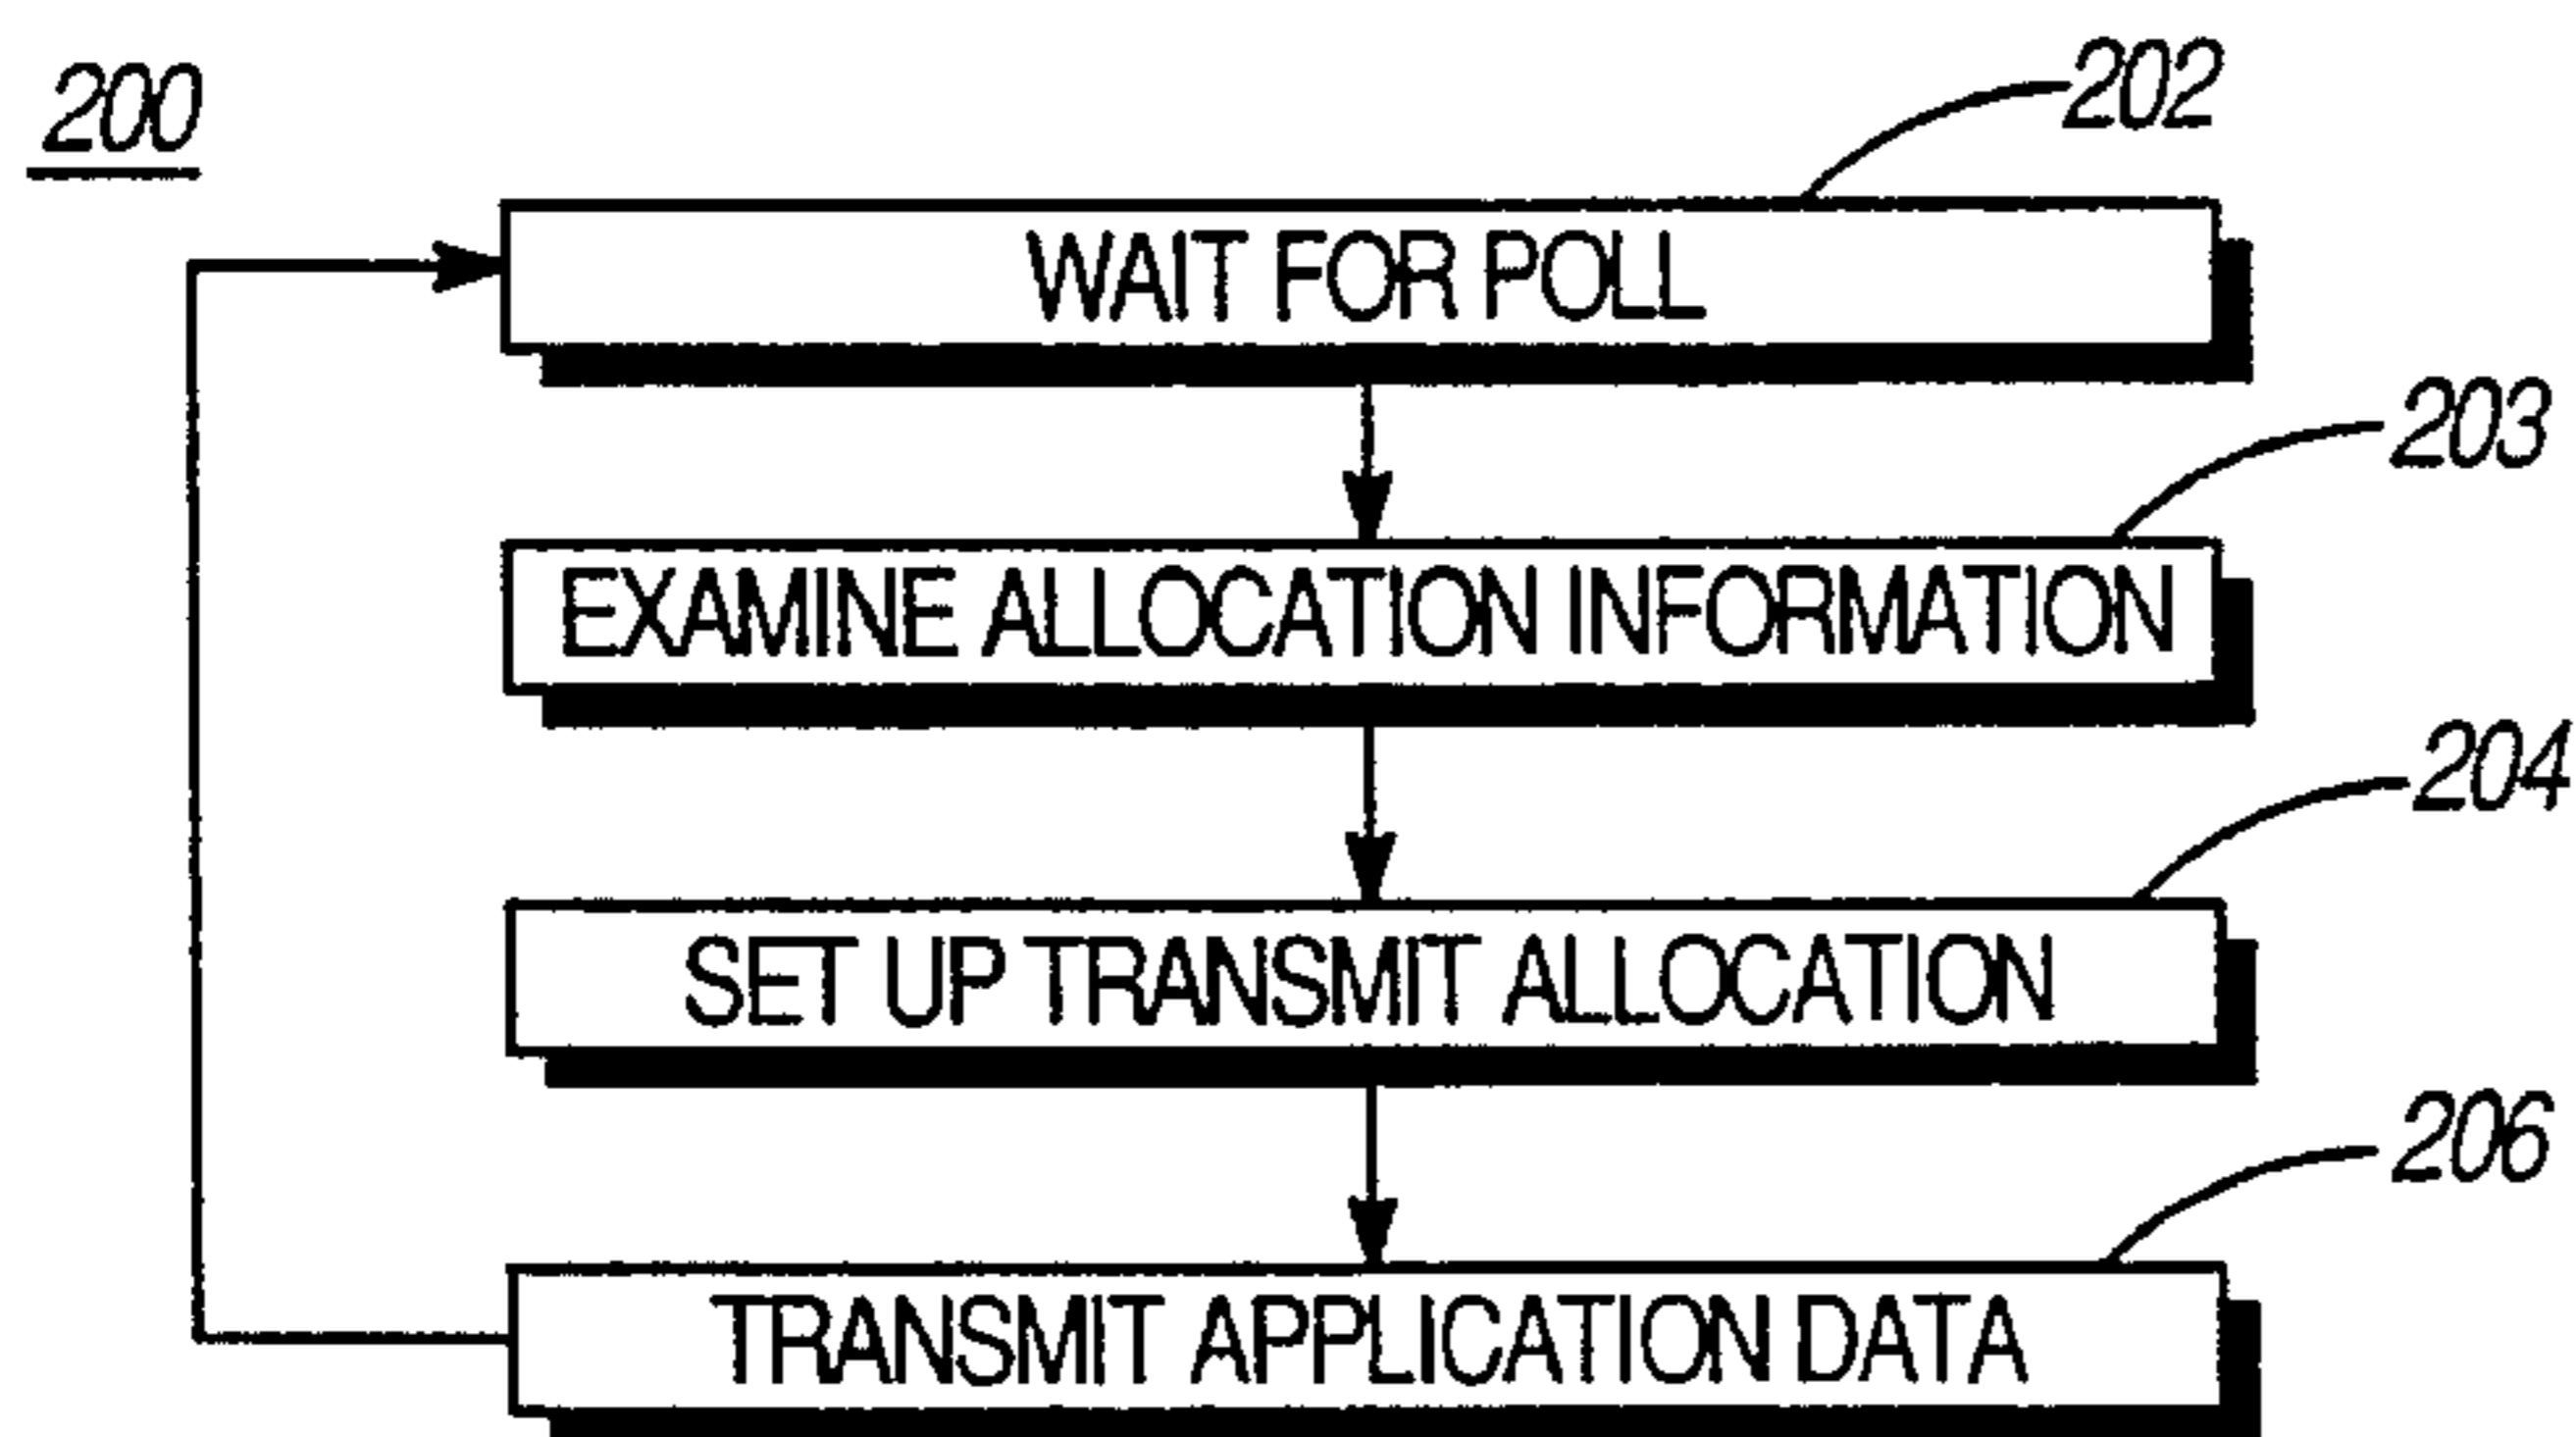 200
202
WAIT FOR POLL
203
EXAMINE ALLOCATION INFORMATION
204
SET UP TRANSMIT ALLOCATION
206
TRANSMIT APPLICATION DATA